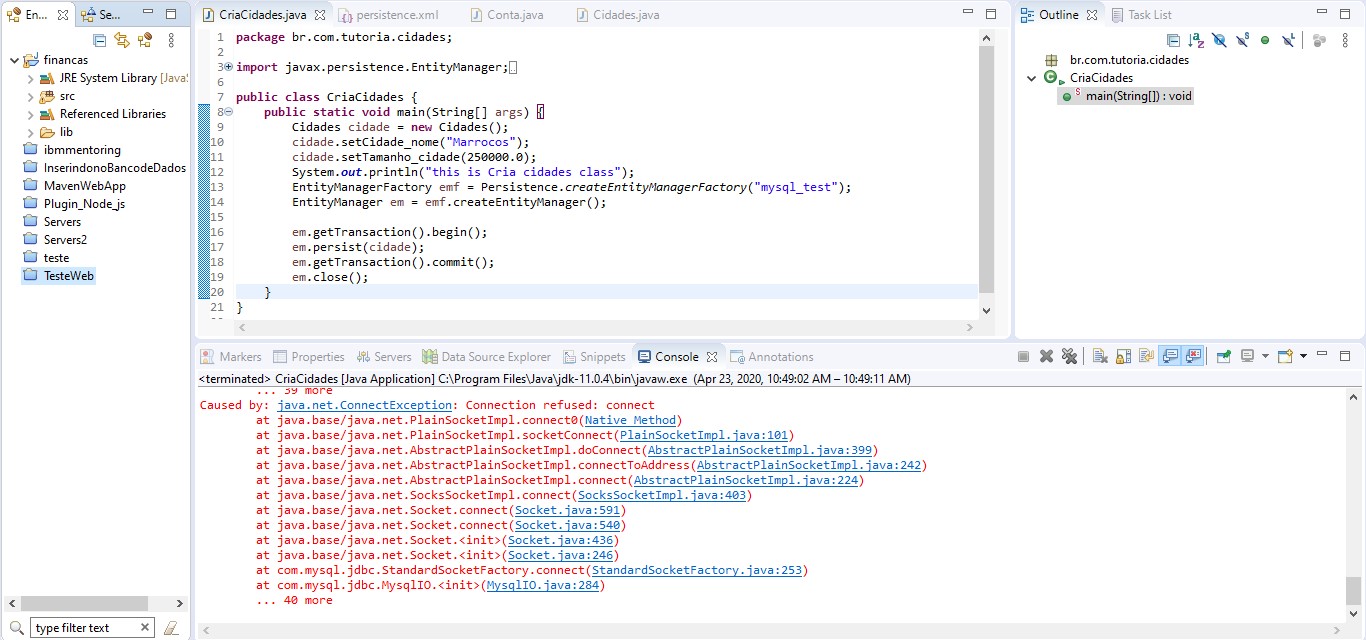 En...
Se...
CriaCidades.java
persistence.xml
Conta.java
Cidades.java
Outline
Task List
financas
JRE System Library [Java
src
Referenced Libraries
lib
ibmmentoring
InserindonoBancodeDados
MavenWebApp
Plugin_Node_js
Servers
Servers2
teste
TesteWeb
type filter text
1 package br.com.tutoria.cidades;
2
3 import javax.persistence.EntityManager;
6
7 public class CriaCidades {
8 public static void main(String[] args) {
9 Cidades cidade = new Cidades();
10 cidade.setCidade_nome("Marrocos");
11 cidade.setTamanho_cidade(250000.0);
12 System.out.println("this is Cria cidades class");
13 EntityManagerFactory emf = Persistence.createEntityManagerFactory("mysql_test");
14 EntityManager em = emf.createEntityManager();
15
16 em.getTransaction().begin();
17 em.persist(cidade);
18 em.getTransaction().commit();
19 em.close();
20 }
21 }
br.com.tutoria.cidades
CriaCidades
S main(String[]) : void
Markers
Properties
Servers
Data Source Explorer
Snippets
Console
Annotations
<terminated> CriaCidades [Java Application] C:\Program Files\Java\jdk-11.0.4\bin\javaw.exe (Apr 23, 2020, 10:49:02 AM – 10:49:11 AM)
... 39 more
Caused by: java.net.ConnectException: Connection refused: connect
at java.base/java.net.PlainSocketImpl.connect0(Native Method)
at java.base/java.net.PlainSocketImpl.socketConnect(PlainSocketImpl.java:101)
at java.base/java.net.AbstractPlainSocketImpl.doConnect(AbstractPlainSocketImpl.java:399)
at java.base/java.net.AbstractPlainSocketImpl.connectToAddress(AbstractPlainSocketImpl.java:242)
at java.base/java.net.AbstractPlainSocketImpl.connect(AbstractPlainSocketImpl.java:224)
at java.base/java.net.SocksSocketImpl.connect(SocksSocketImpl.java:403)
at java.base/java.net.Socket.connect(Socket.java:591)
at java.base/java.net.Socket.connect(Socket.java:540)
at java.base/java.net.Socket.<init>(Socket.java:436)
at java.base/java.net.Socket.<init>(Socket.java:246)
at com.mysql.jdbc.StandardSocketFactory.connect(StandardSocketFactory.java:253)
at com.mysql.jdbc.MysqlIO.<init>(MysqlIO.java:284)
... 40 more